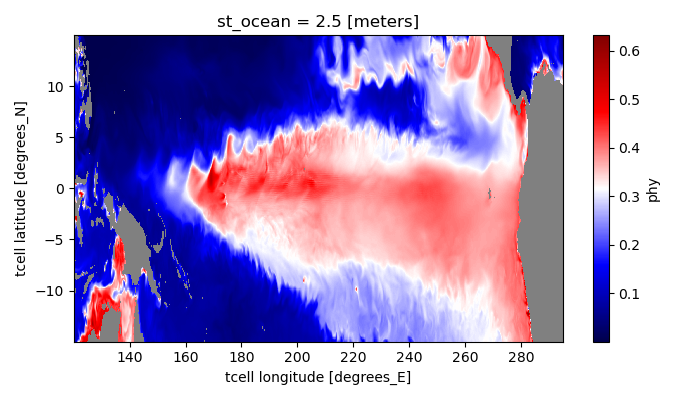 st_ocean = 2.5 [meters]
10
5
0
−5
−10
tcell latitude [degrees_N]
140 160 180 200 220 240 260 280
tcell longitude [degrees_E]
0.6
0.5
0.4
0.3
0.2
0.1
phy